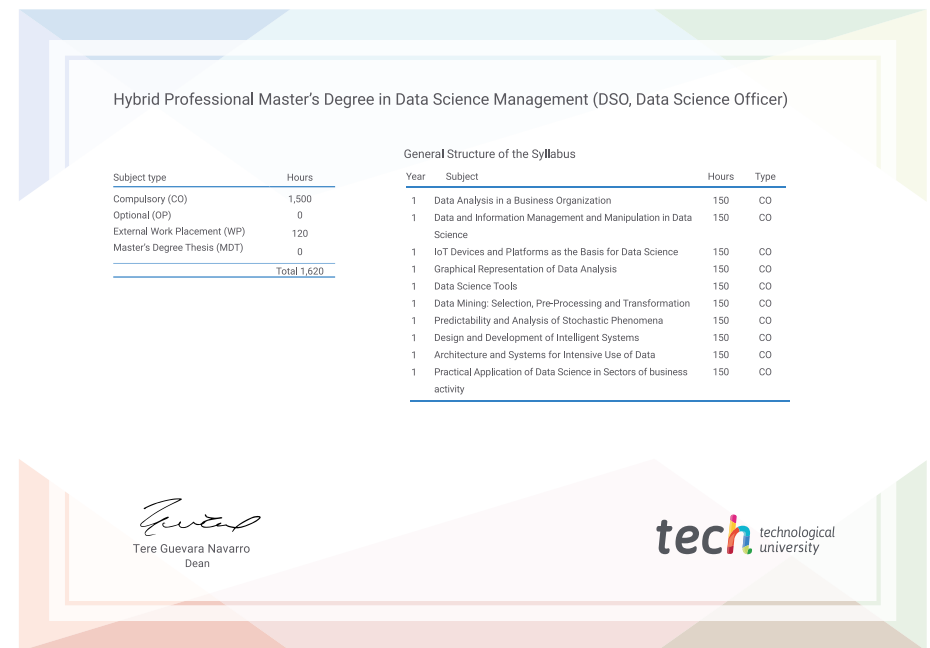 Hybrid Professional Master's Degree in Data Science Management (DSO, Data Science Officer)
Subject type Hours
Compulsory (CO) 1,500
Optional (OP) 0
External Work Placement (WP) 120
Master's Degree Thesis (MDT) 0
Total 1,620
General Structure of the Syllabus
Year Subject Hours Type
1 Data Analysis in a Business Organization 150 CO
1 Data and Information Management and Manipulation in Data 150 CO
Science
1 IoT Devices and Platforms as the Basis for Data Science 150 CO
1 Graphical Representation of Data Analysis 150 CO
1 Data Science Tools 150 CO
1 Data Mining: Selection, Pre-Processing and Transformation 150 CO
1 Predictability and Analysis of Stochastic Phenomena 150 CO
1 Design and Development of Intelligent Systems 150 CO
1 Architecture and Systems for Intensive Use of Data 150 CO
1 Practical Application of Data Science in Sectors of business 150 CO
activity
Tere Guevara Navarro
Dean
tech technological
university